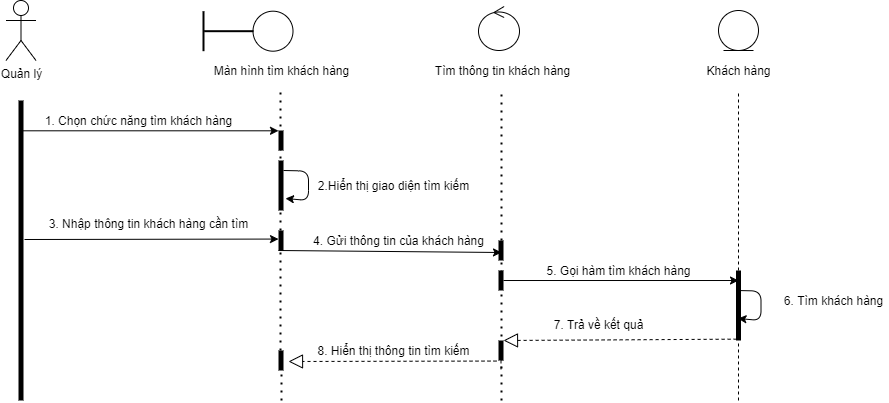 Quản lý
Màn hình tìm khách hàng
Tìm thông tin khách hàng
Khách hàng
1. Chọn chức năng tìm khách hàng
2.Hiển thị giao diện tìm kiếm
3. Nhập thông tin khách hàng cần tìm
4. Gửi thông tin của khách hàng
5. Gọi hàm tìm khách hàng
6. Tìm khách hàng
7. Trả về kết quả
8. Hiển thị thông tin tìm kiếm